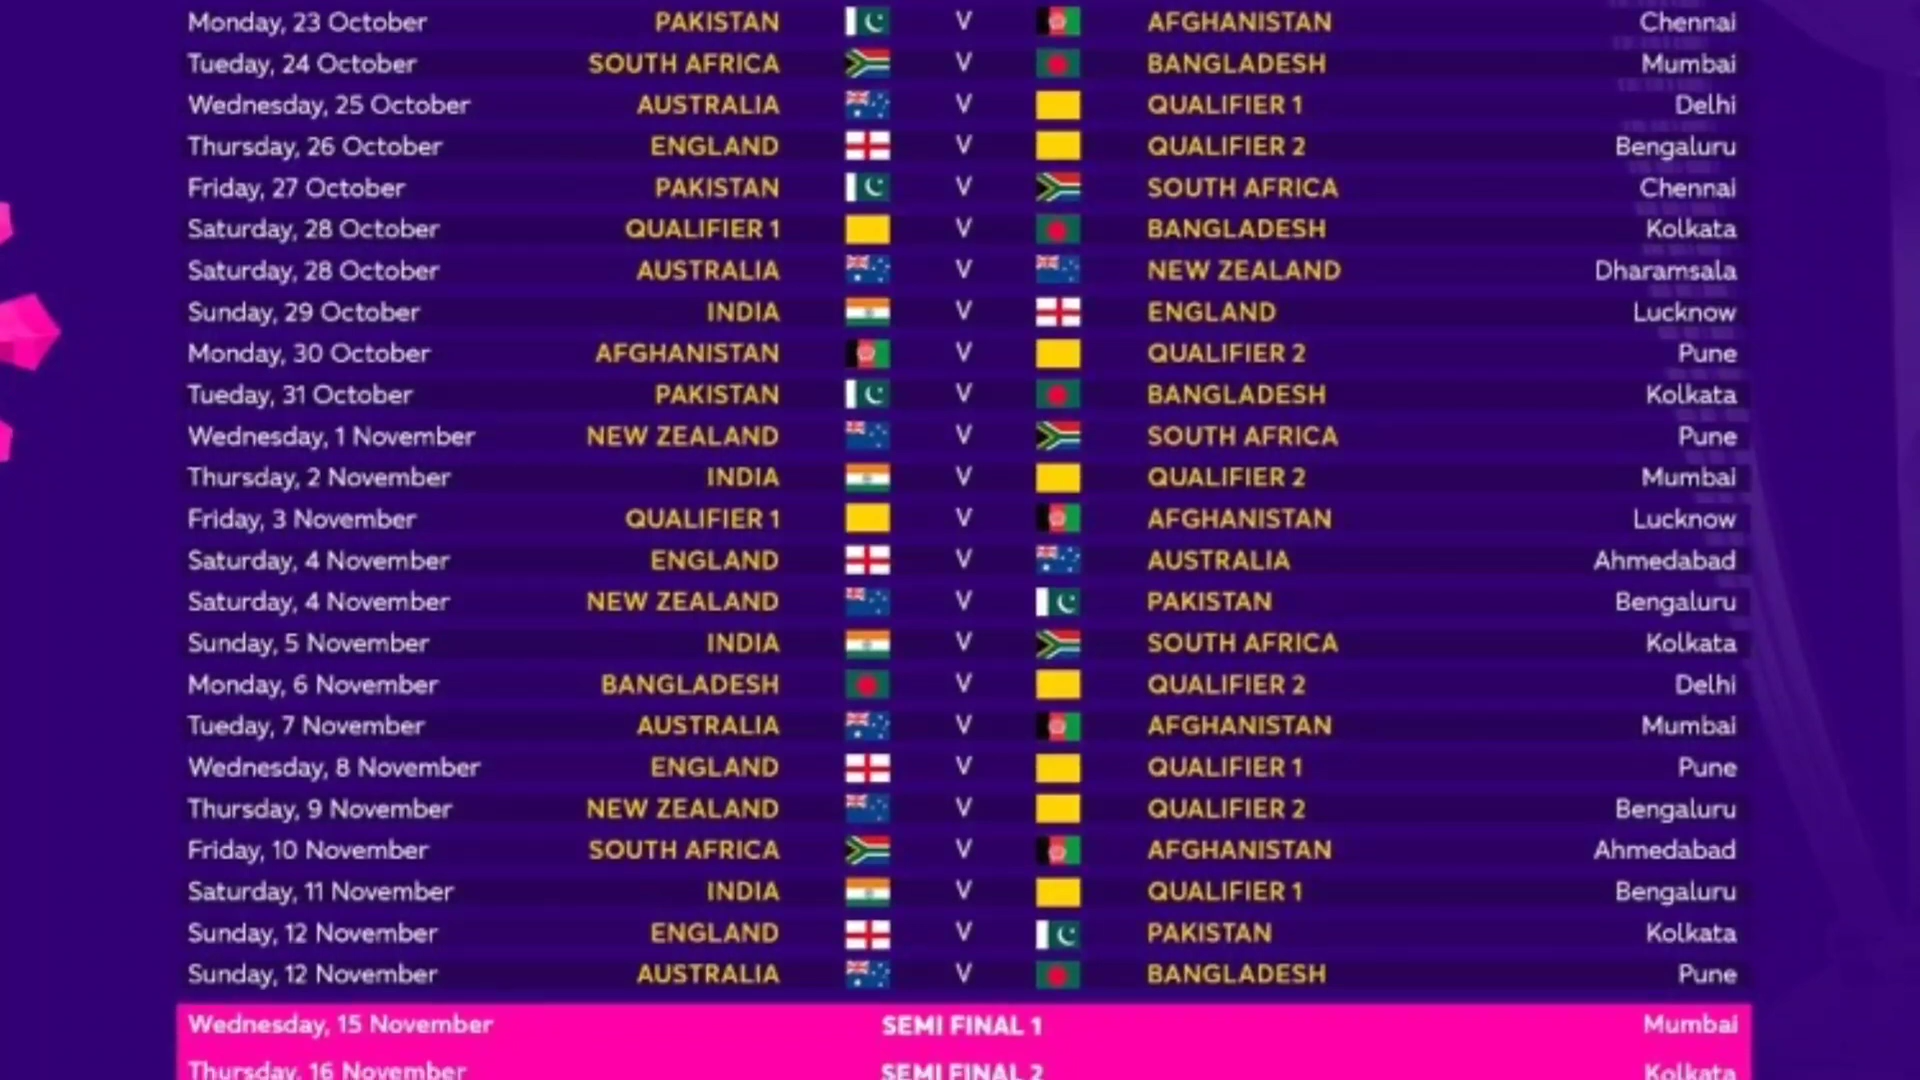 Monday, 23 October PAKISTAN V AFGHANISTAN Chennai
Tueday, 24 October SOUTH AFRICA V BANGLADESH Mumbai
Wednesday, 25 October AUSTRALIA V QUALIFIER 1 Delhi
Thursday, 26 October ENGLAND V QUALIFIER 2 Bengaluru
Friday, 27 October PAKISTAN V SOUTH AFRICA Chennai
Saturday, 28 October QUALIFIER 1 V BANGLADESH Kolkata
Saturday, 28 October AUSTRALIA V NEW ZEALAND Dharamsala
Sunday, 29 October INDIA V ENGLAND Lucknow
Monday, 30 October AFGHANISTAN V QUALIFIER 2 Pune
Tueday, 31 October PAKISTAN V BANGLADESH Kolkata
Wednesday, 1 November NEW ZEALAND V SOUTH AFRICA Pune
Thursday, 2 November INDIA V QUALIFIER 2 Mumbai
Friday, 3 November QUALIFIER 1 V AFGHANISTAN Lucknow
Saturday, 4 November ENGLAND V AUSTRALIA Ahmedabad
Saturday, 4 November NEW ZEALAND V PAKISTAN Bengaluru
Sunday, 5 November INDIA V SOUTH AFRICA Kolkata
Monday, 6 November BANGLADESH V QUALIFIER 2 Delhi
Tueday, 7 November AUSTRALIA V AFGHANISTAN Mumbai
Wednesday, 8 November ENGLAND V QUALIFIER 1 Pune
Thursday, 9 November NEW ZEALAND V QUALIFIER 2 Bengaluru
Friday, 10 November SOUTH AFRICA V AFGHANISTAN Ahmedabad
Saturday, 11 November INDIA V QUALIFIER 1 Bengaluru
Sunday, 12 November ENGLAND V PAKISTAN Kolkata
Sunday, 12 November AUSTRALIA V BANGLADESH Pune
Wednesday, 15 November SEMI FINAL 1 Mumbai
Thursday, 16 November SEMI FINAL 2 Kolkata